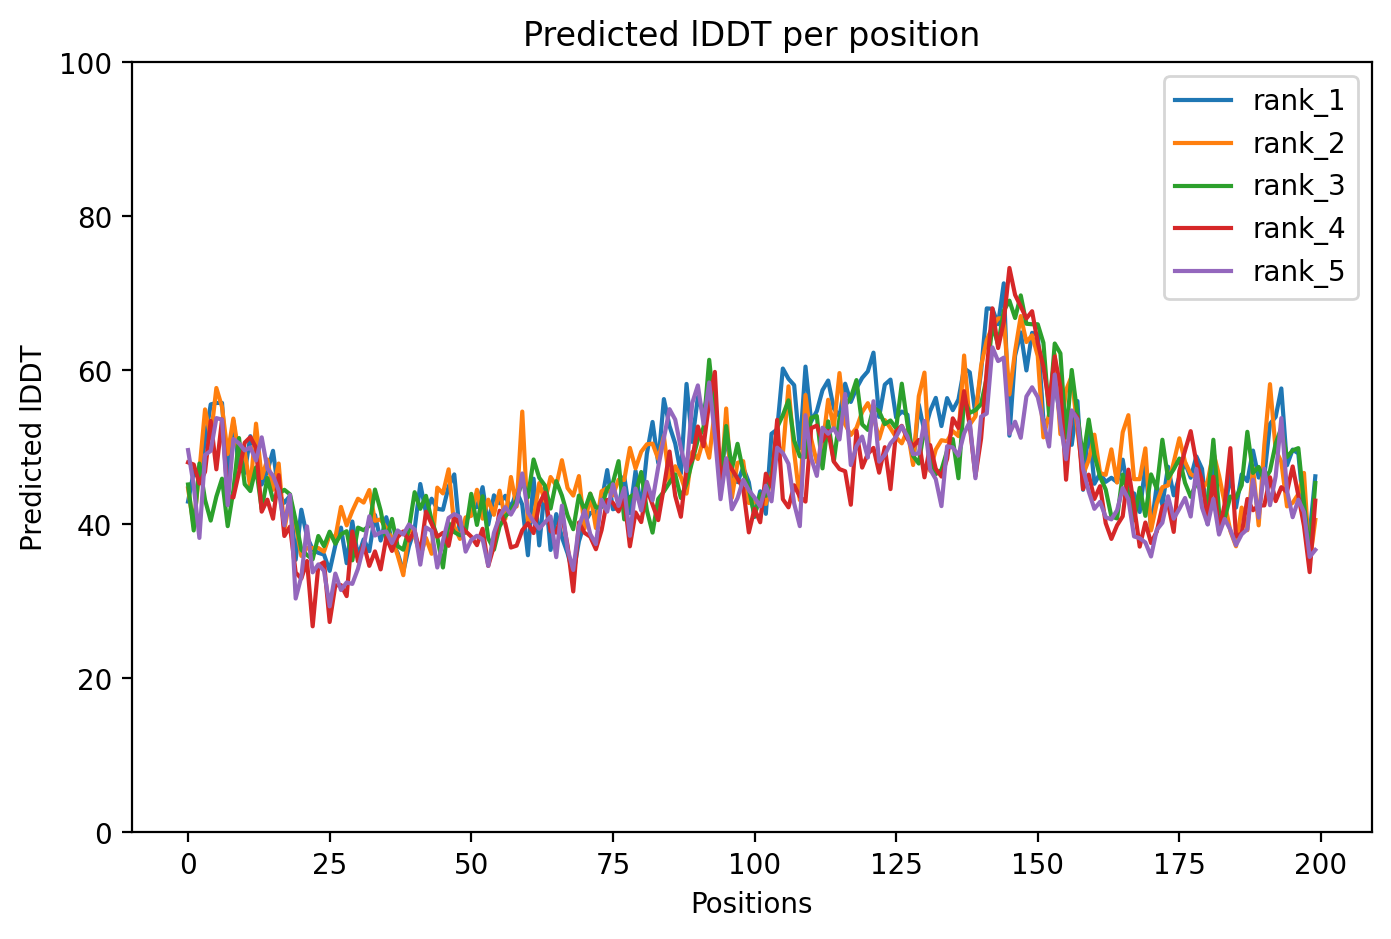 Predicted lDDT per position
100
80
60
40
20
0
Predicted lDDT
0 25 50 75 100 125 150 175 200
Positions
rank_1
rank_2
rank_3
rank_4
rank_5